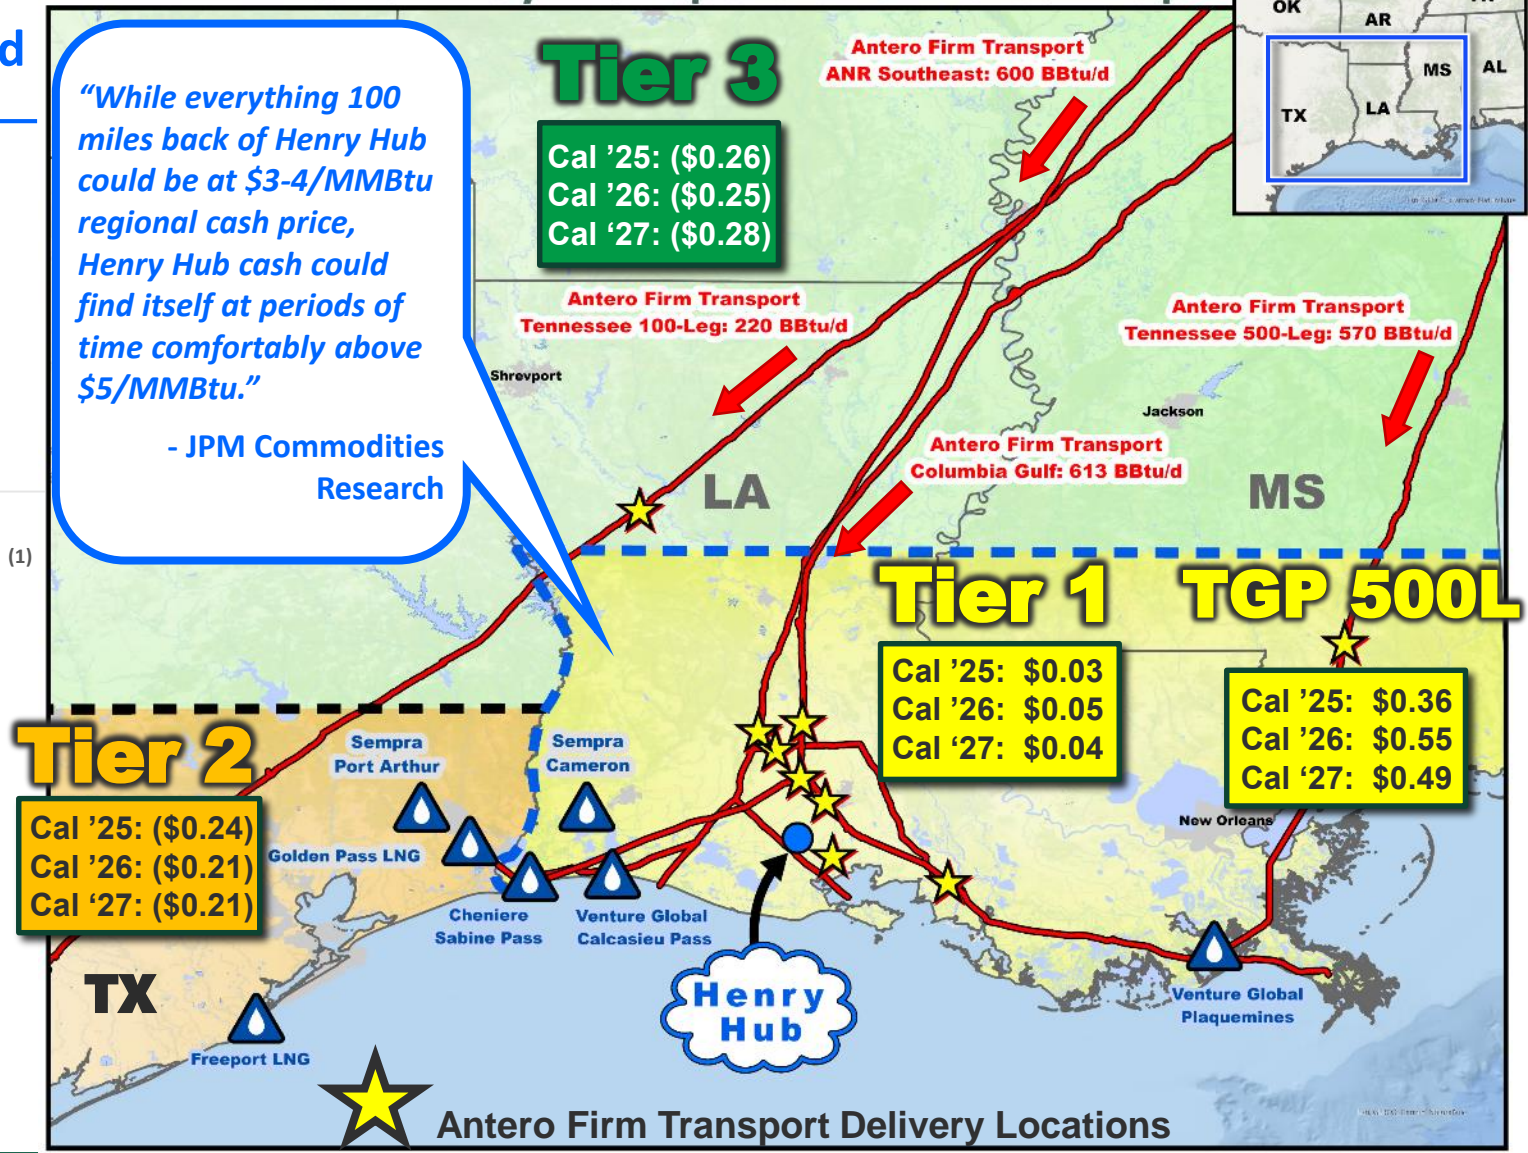 d
(1)
“While everything 100
miles back of Henry Hub
could be at $3-4/MMBtu
regional cash price,
Henry Hub cash could
find itself at periods of
time comfortably above
$5/MMBtu.”
- JPM Commodities
Research
Tier 3
Cal ’25: ($0.26)
Cal ’26: ($0.25)
Cal ‘27: ($0.28)
Antero Firm Transport
ANR Southeast: 600 BBtu/d
OK
AR
MS
AL
TX
LA
Antero Firm Transport
Tennessee 100-Leg: 220 BBtu/d
Antero Firm Transport
Tennessee 500-Leg: 570 BBtu/d
Shrevport
Jackson
Antero Firm Transport
Columbia Gulf: 613 BBtu/d
LA
MS
Tier 1
Cal ’25: $0.03
Cal ’26: $0.05
Cal ‘27: $0.04
TGP 500L
Cal ’25: $0.36
Cal ’26: $0.55
Cal ‘27: $0.49
Tier 2
Cal ’25: ($0.24)
Cal ’26: ($0.21)
Cal ‘27: ($0.21)
Sempra
Port Arthur
Sempra
Cameron
Golden Pass LNG
New Orleans
Cheniere
Sabine Pass
Venture Global
Calcasieu Pass
TX
Henry
Hub
Venture Global
Plaquemines
Freeport LNG
Antero Firm Transport Delivery Locations